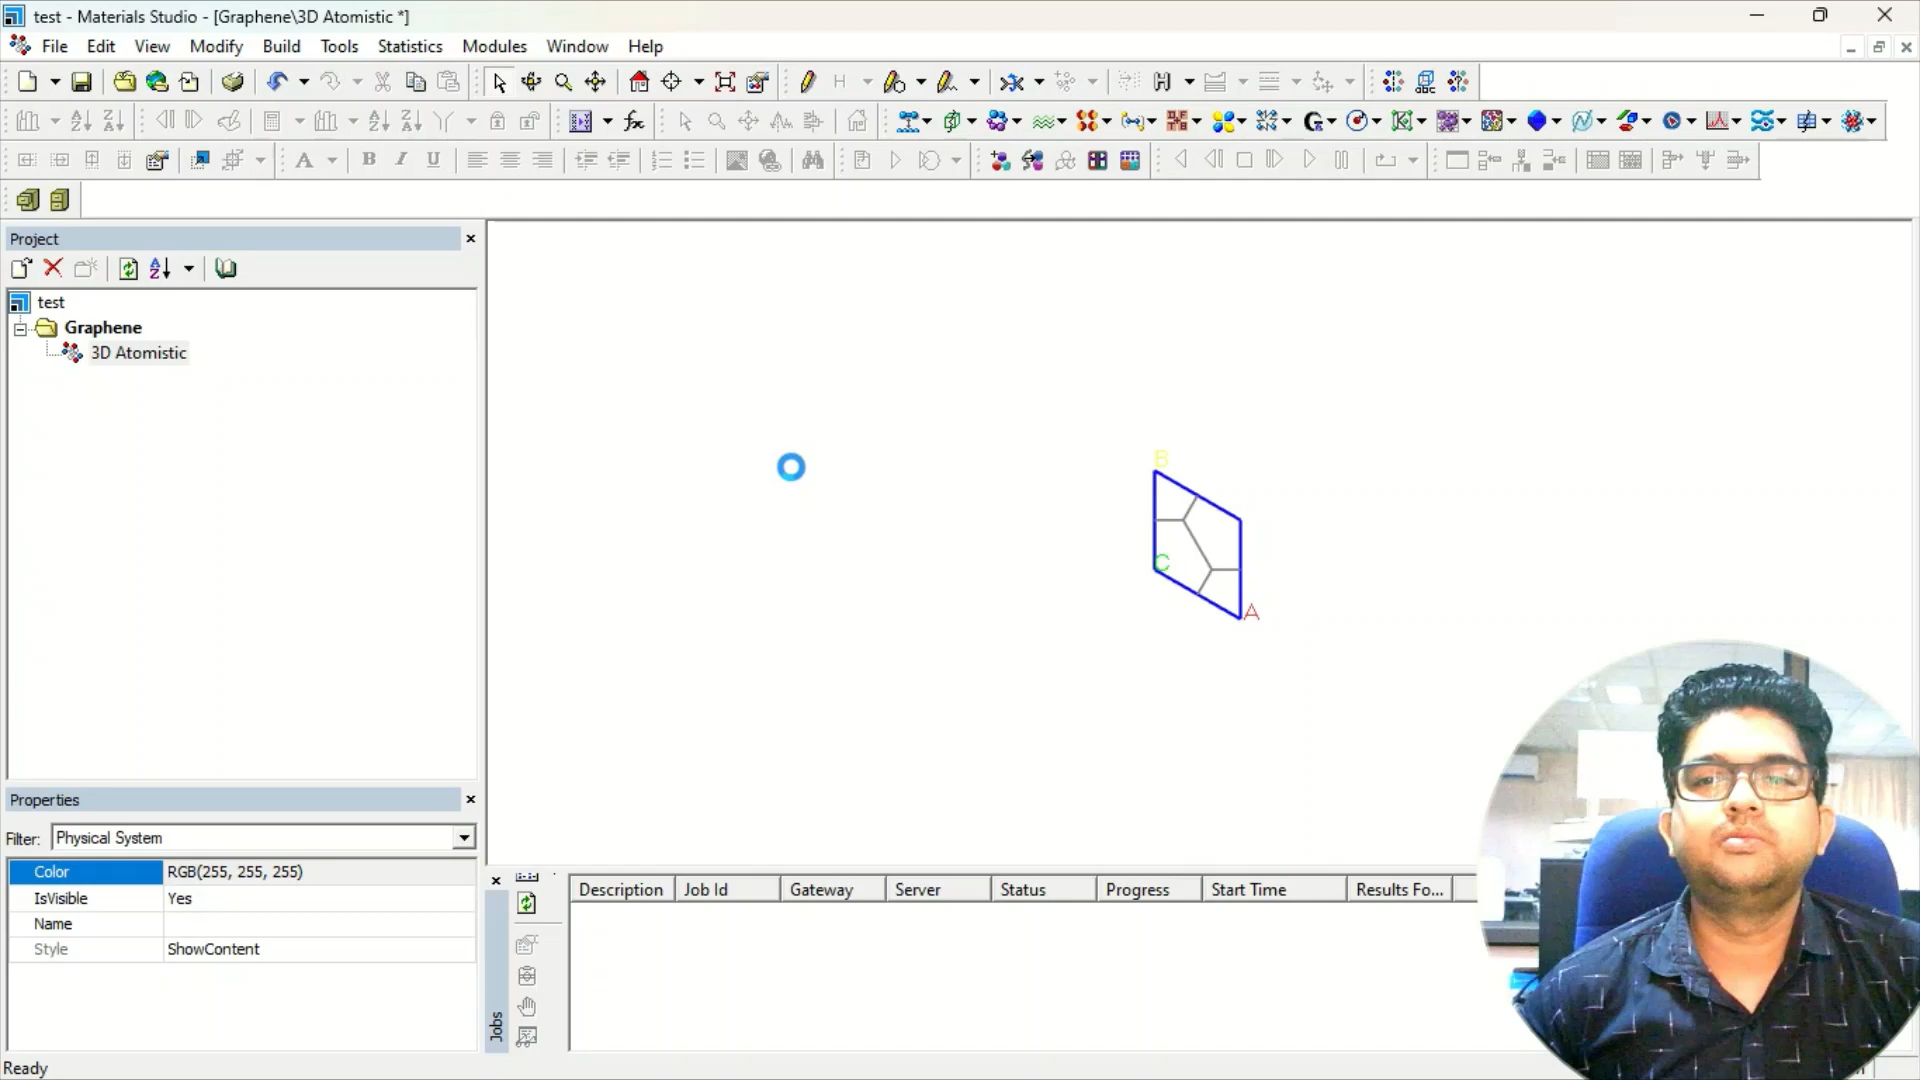 test - Materials Studio - [Graphene\3D Atomistic *]
File Edit View Modify Build Tools Statistics Modules Window Help
Project
test
Graphene
3D Atomistic
B
C
A
Properties
Filter: Physical System
Color RGB(255, 255, 255)
IsVisible Yes
Name
Style ShowContent
Jobs
Description Job Id Gateway Server Status Progress Start Time Results Fo...
Ready